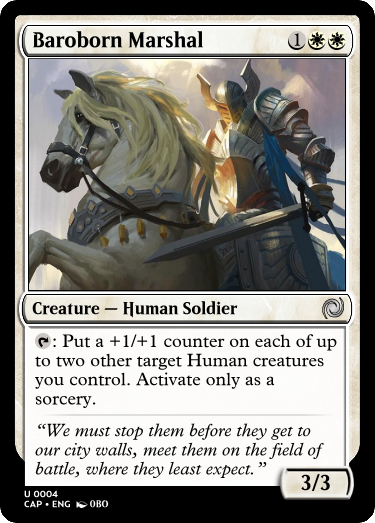 Baroborn Marshal 1
Creature — Human Soldier
: Put a +1/+1 counter on each of up
to two other target Human creatures
you control. Activate only as a
sorcery.
“We must stop them before they get to
our city walls, meet them on the field of
battle, where they least expect.”
3/3
U 0004
CAP • ENG OBO